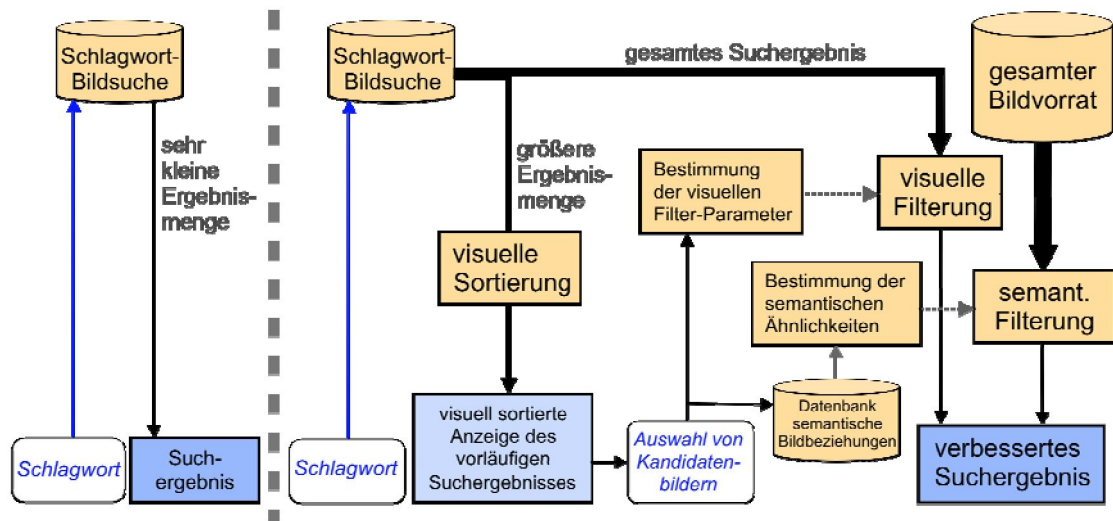 Schlagwort-
Bildsuche
sehr
kleine
Ergebnis-
menge
Schlagwort
Such-
ergebnis
Schlagwort-
Bildsuche
gesamtes Suchergebnis
größere
Ergebnis-
menge
visuelle
Sortierung
Schlagwort
visuell sortierte
Anzeige des
vorläufigen
Suchergebnisses
Auswahl von
Kandidaten-
bildern
Bestimmung
der visuellen
Filter-Parameter
Bestimmung der
semantischen
Ähnlichkeiten
Datenbank
semantische
Bildbeziehungen
visuelle
Filterung
gesamter
Bildvorrat
semant.
Filterung
verbessertes
Suchergebnis